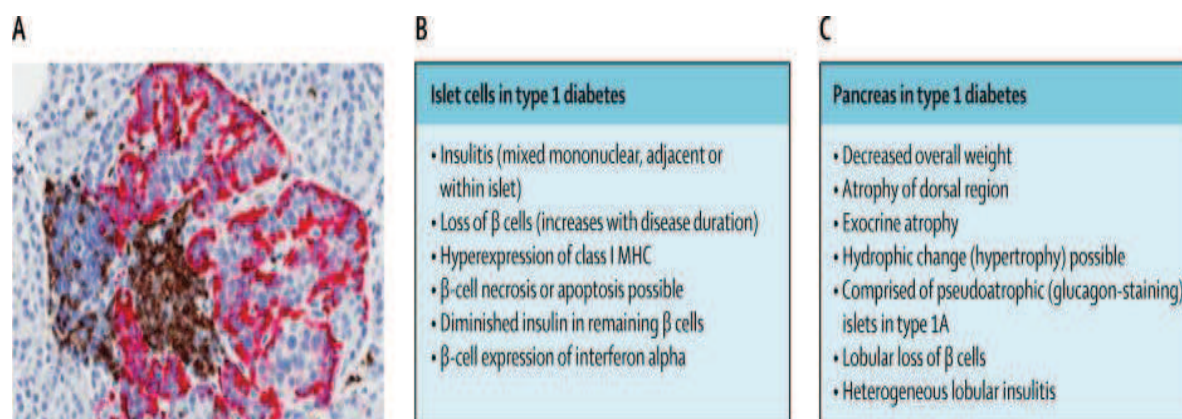 A
B
C
Islet cells in type 1 diabetes
• Insulitis (mixed mononuclear, adjacent or
within islet)
• Loss of β cells (increases with disease duration)
• Hyperexpression of class I MHC
• β-cell necrosis or apoptosis possible
• Diminished insulin in remaining β cells
• β-cell expression of interferon alpha
Pancreas in type 1 diabetes
• Decreased overall weight
• Atrophy of dorsal region
• Exocrine atrophy
• Hydrophic change (hypertrophy) possible
• Comprised of pseudoatrophic (glucagon-staining)
islets in type 1A
• Lobular loss of β cells
• Heterogeneous lobular insulitis